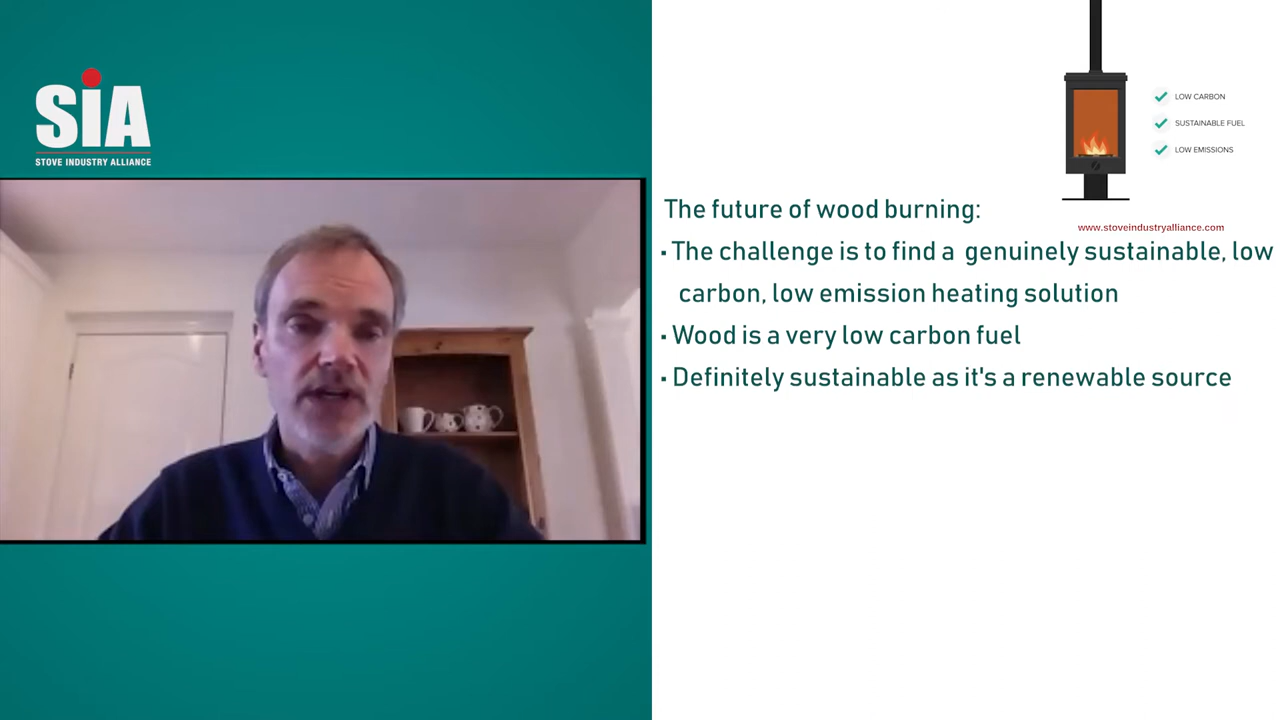 SiA
STOVE INDUSTRY ALLIANCE
LOW CARBON
SUSTAINABLE FUEL
LOW EMISSIONS
www.stoveindustryalliance.com
The future of wood burning:
▪ The challenge is to find a genuinely sustainable, low
carbon, low emission heating solution
▪ Wood is a very low carbon fuel
▪ Definitely sustainable as it's a renewable source